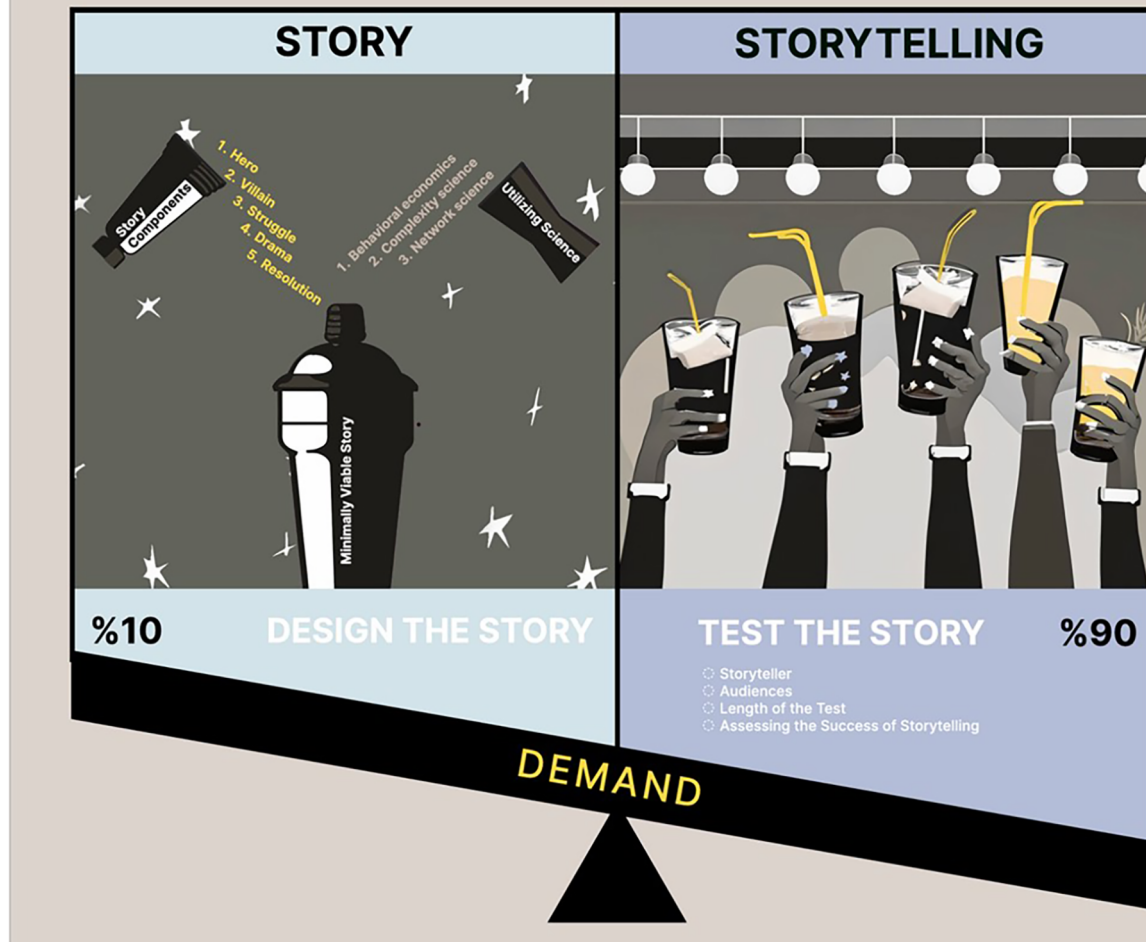 STORY
STORYTELLING
Story
Components
1. Hero
2. Villain
3. Struggle
4. Drama
5. Resolution
1. Behavioral economics
2. Complexity science
3. Network science
Utilizing Science
Minimally Viable Story
%10
DESIGN THE STORY
TEST THE STORY
%90
Storyteller
Audiences
Length of the Test
Assessing the Success of Storytelling
DEMAND